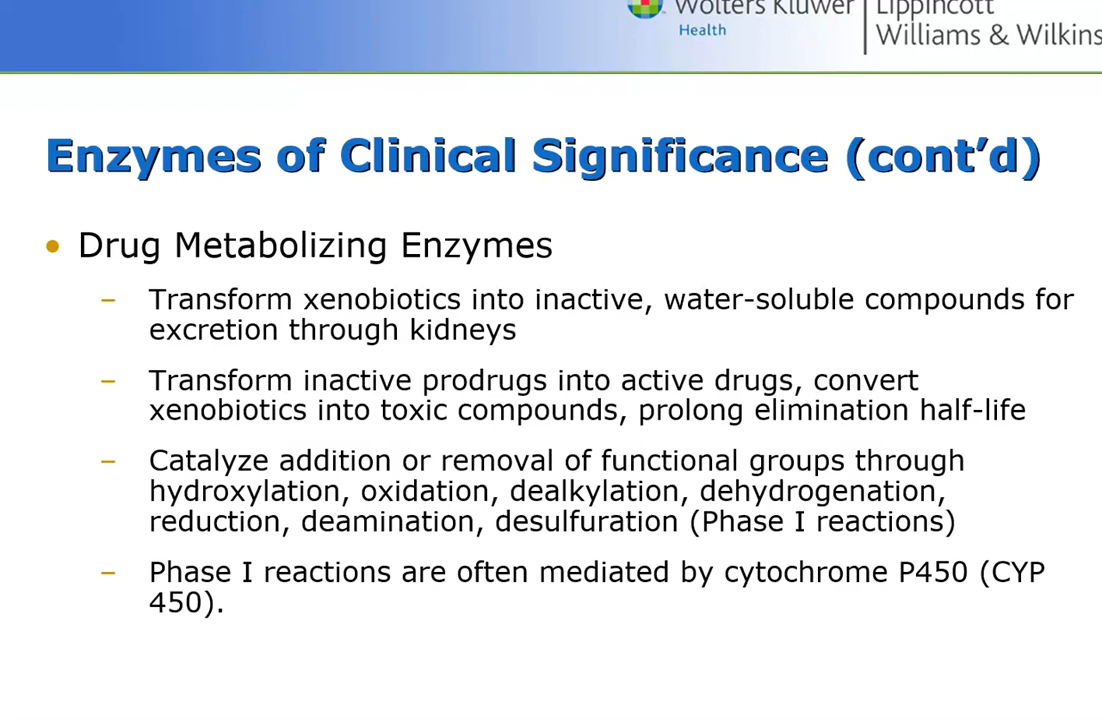 Wolters Kluwer
Health
Lippincott
Williams & Wilkins
Enzymes of Clinical Significance (cont’d)
• Drug Metabolizing Enzymes
– Transform xenobiotics into inactive, water-soluble compounds for
excretion through kidneys
– Transform inactive prodrugs into active drugs, convert
xenobiotics into toxic compounds, prolong elimination half-life
– Catalyze addition or removal of functional groups through
hydroxylation, oxidation, dealkylation, dehydrogenation,
reduction, deamination, desulfuration (Phase I reactions)
– Phase I reactions are often mediated by cytochrome P450 (CYP
450).